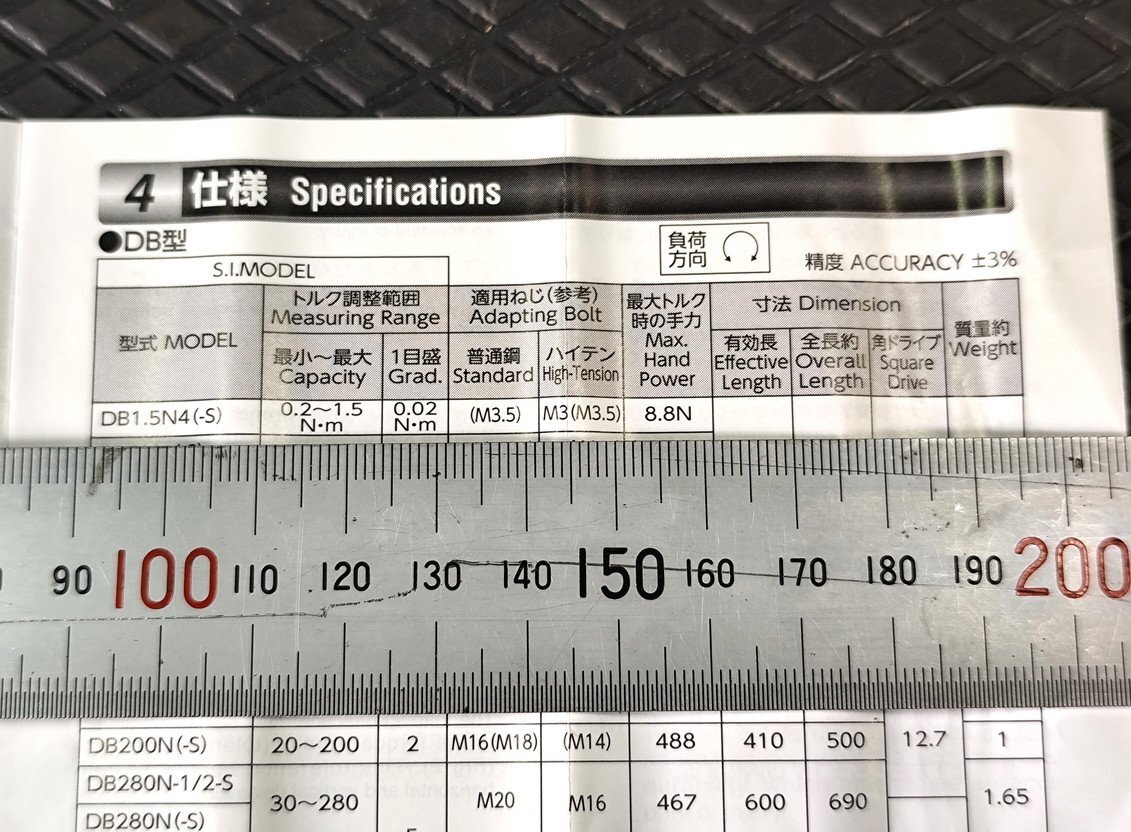 4 仕様 Specifications
●DB型
負荷方向
精度 ACCURACY ±3%
S.I.MODEL
型式 MODEL
トルク調整範囲
Measuring Range
最小～最大
Capacity
1目盛
Grad.
適用ねじ(参考)
Adapting Bolt
普通鋼
Standard
ハイテン
High-Tension
最大トルク
時の手力
Max.
Hand
Power
寸法 Dimension
有効長
Effective
Length
全長約
Overall
Length
角ドライブ
Square
Drive
質量約
Weight
DB1.5N4(-S) 0.2～1.5 N·m 0.02 N·m (M3.5) M3(M3.5) 8.8N
90 100 110 120 130 140 150 160 170 180 190 200
DB200N(-S) 20～200 2 M16(M18) (M14) 488 410 500 12.7 1
DB280N-1/2-S
30～280 M20 M16 467 600 690 1.65
DB280N(-S)